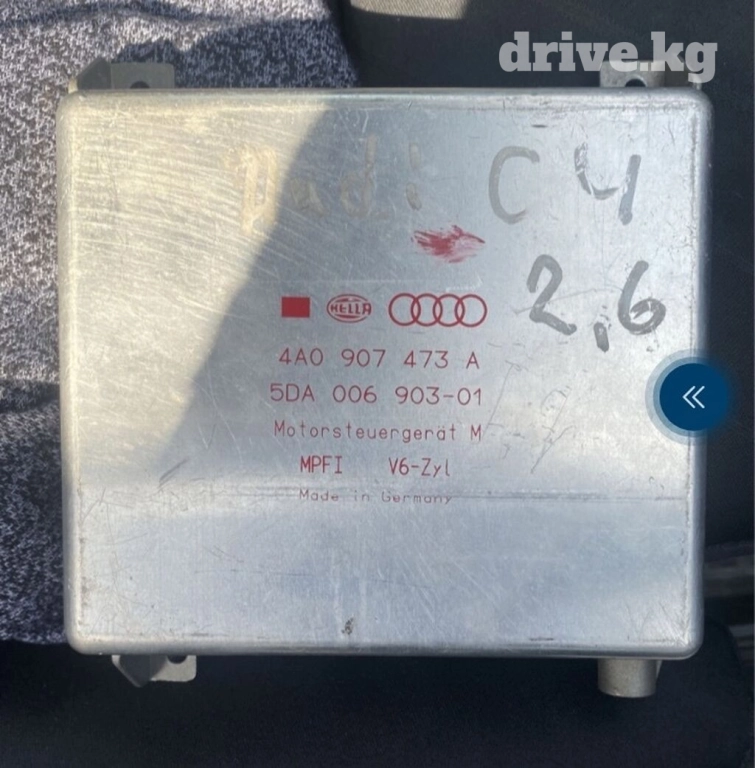 drive.kg
Audi C4
2,6
HELLA
4A0 907 473 A
5DA 006 903-01
Motorsteuergerät M
MPFI V6-Zyl
Made in Germany